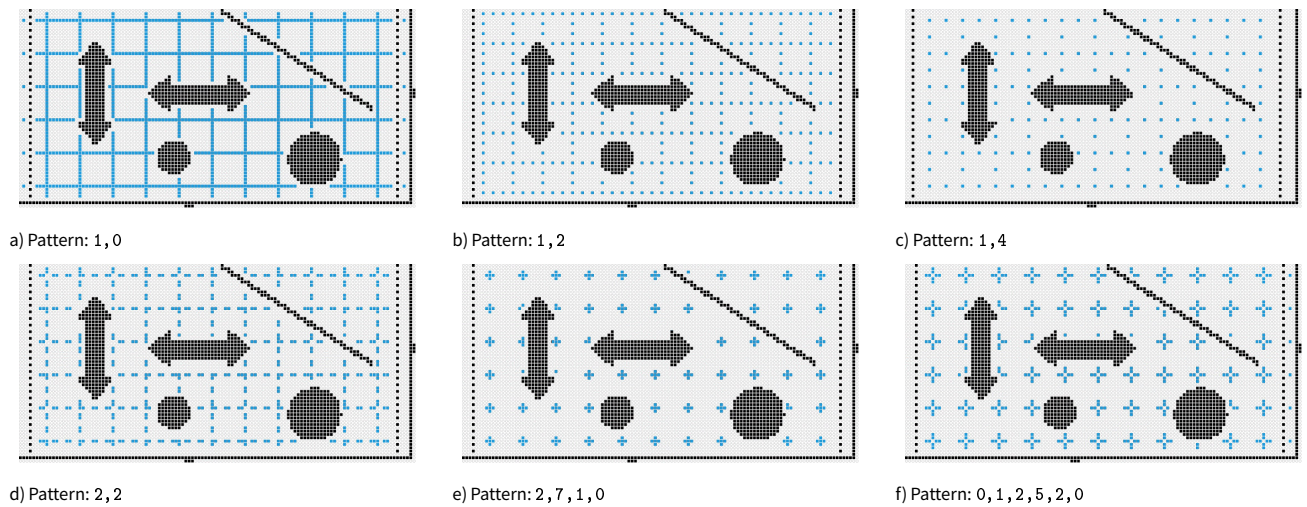 a) Pattern: 1,0
b) Pattern: 1,2
c) Pattern: 1,4
d) Pattern: 2,2
e) Pattern: 2,7,1,0
f) Pattern: 0,1,2,5,2,0